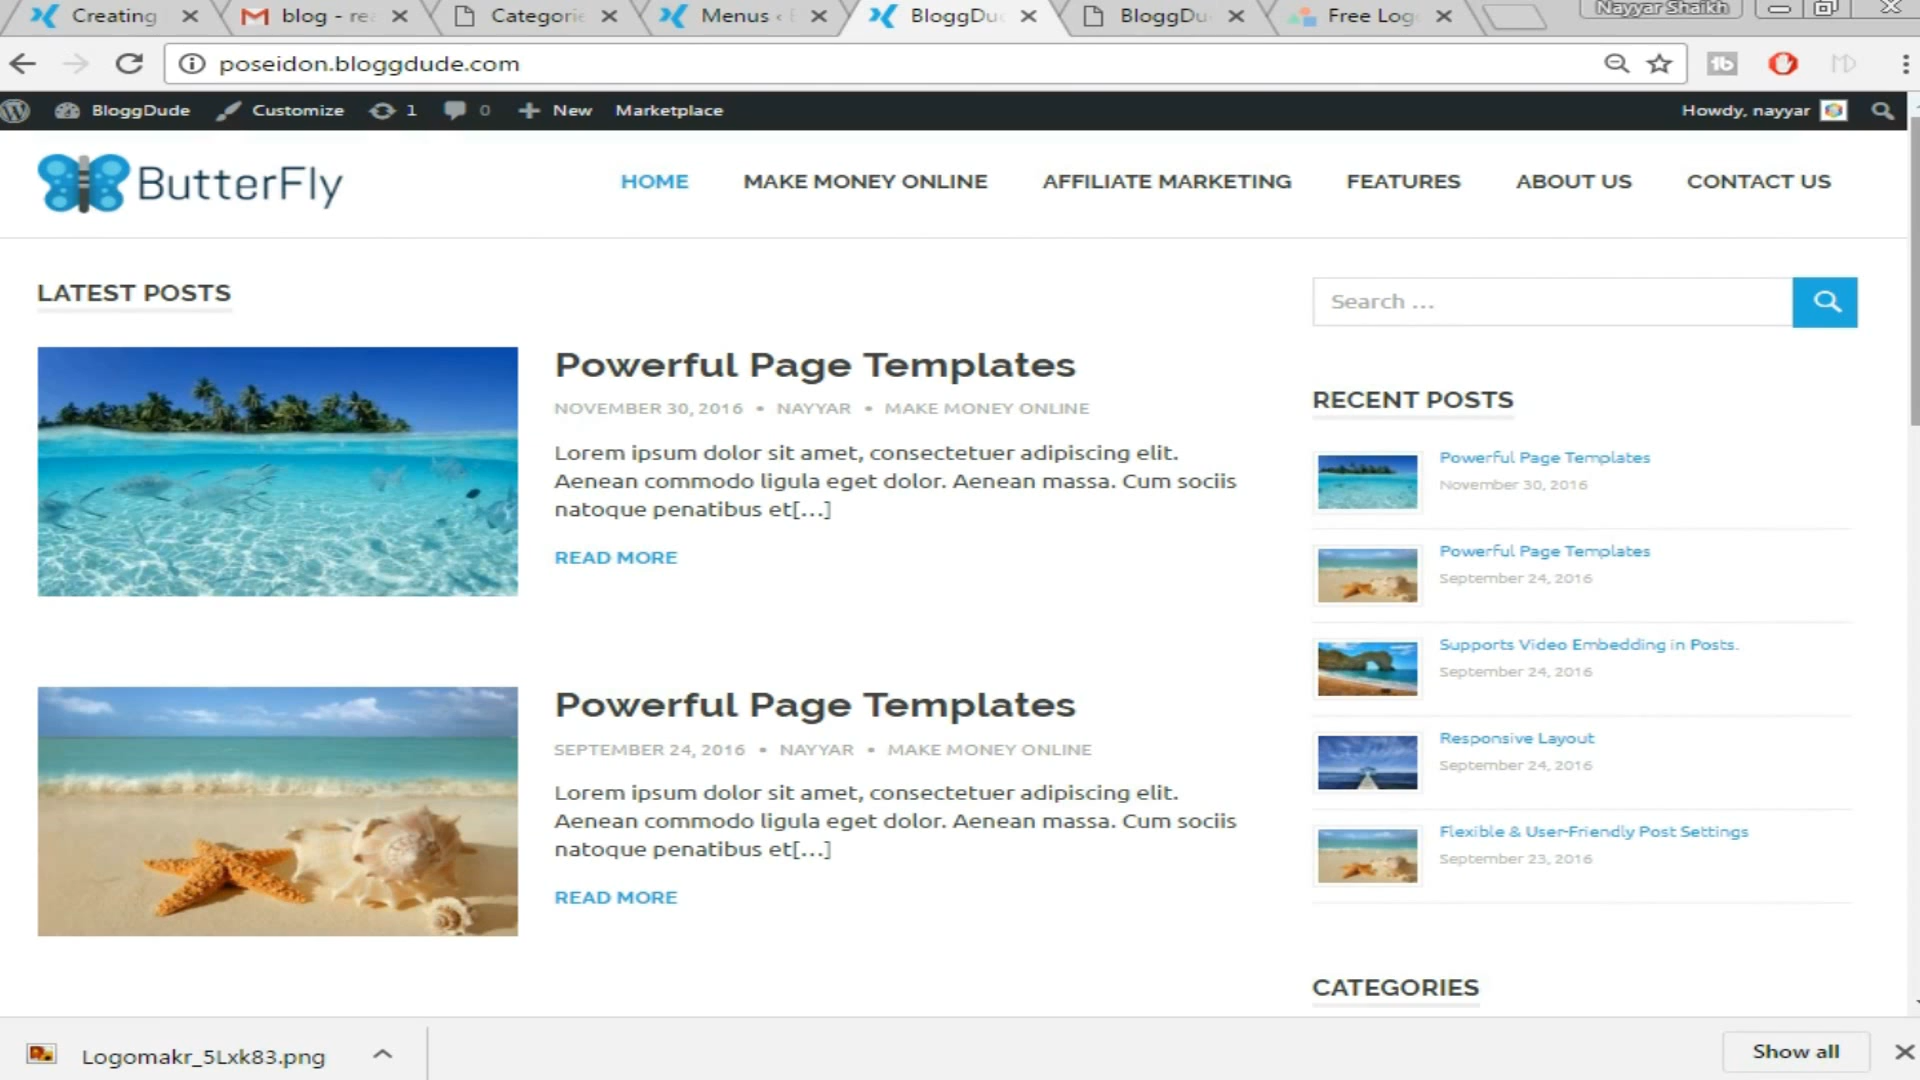 Creating
blog - re
Categorie
Menus ‹
BloggDu
BloggDu
Free Log
Nayyar Shaikh
poseidon.bloggdude.com
BloggDude
Customize
1
0
New
Marketplace
Howdy, nayyar
ButterFly
HOME
MAKE MONEY ONLINE
AFFILIATE MARKETING
FEATURES
ABOUT US
CONTACT US
LATEST POSTS
Powerful Page Templates
NOVEMBER 30, 2016 • NAYYAR • MAKE MONEY ONLINE
Lorem ipsum dolor sit amet, consectetuer adipiscing elit.
Aenean commodo ligula eget dolor. Aenean massa. Cum sociis
natoque penatibus et[...]
READ MORE
Powerful Page Templates
SEPTEMBER 24, 2016 • NAYYAR • MAKE MONEY ONLINE
Lorem ipsum dolor sit amet, consectetuer adipiscing elit.
Aenean commodo ligula eget dolor. Aenean massa. Cum sociis
natoque penatibus et[...]
READ MORE
Search ...
RECENT POSTS
Powerful Page Templates
November 30, 2016
Powerful Page Templates
September 24, 2016
Supports Video Embedding in Posts.
September 24, 2016
Responsive Layout
September 24, 2016
Flexible & User-Friendly Post Settings
September 23, 2016
CATEGORIES
Logomakr_5Lxk83.png
Show all